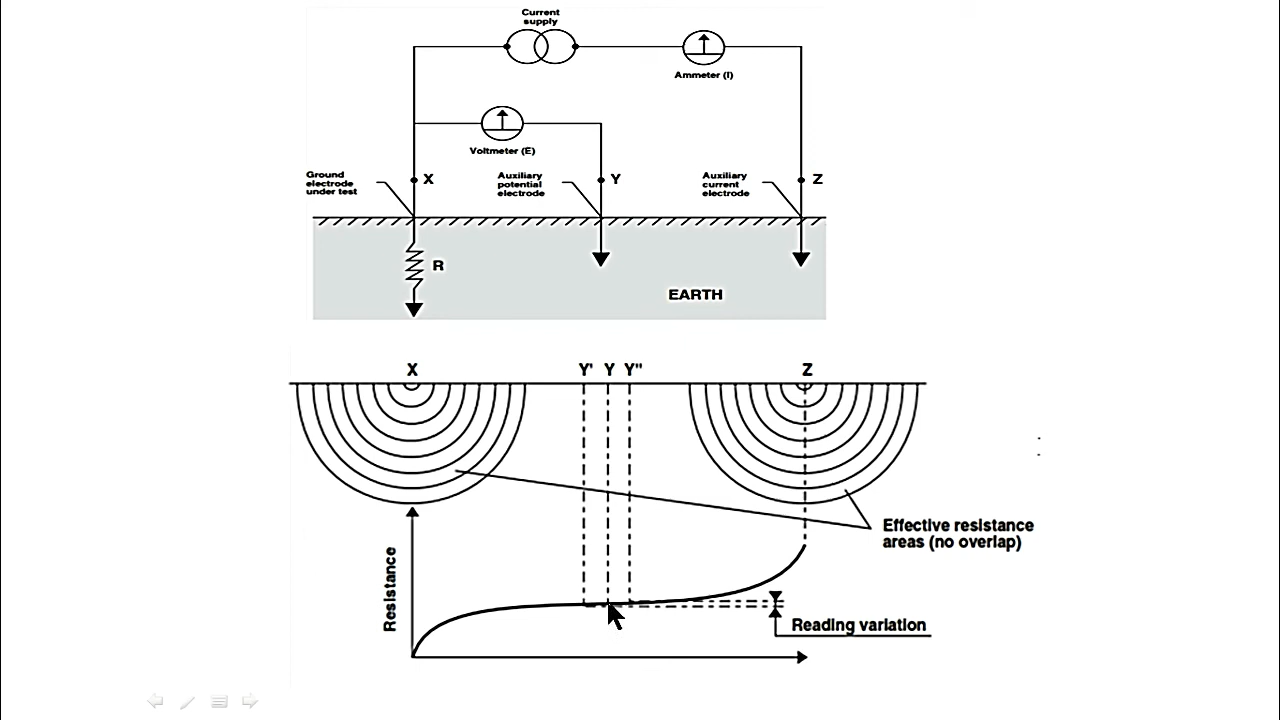 Current
supply
Ammeter (I)
Voltmeter (E)
Ground
electrode
under test
X
Auxiliary
potential
electrode
Y
Auxiliary
current
electrode
Z
R
EARTH
X
Y' Y Y"
Z
Effective resistance
areas (no overlap)
Resistance
Reading variation